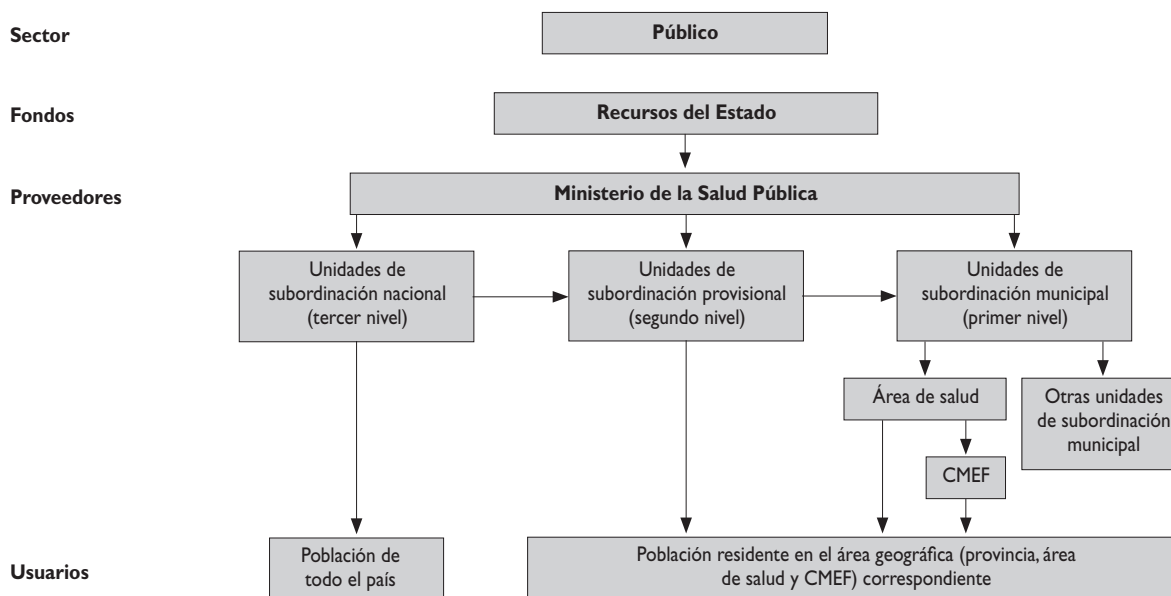 Sector
Público
Fondos
Recursos del Estado
Proveedores
Ministerio de la Salud Pública
Unidades de
subordinación nacional
(tercer nivel)
Unidades de
subordinación provisional
(segundo nivel)
Unidades de
subordinación municipal
(primer nivel)
Área de salud
Otras unidades
de subordinación
municipal
CMEF
Usuarios
Población de
todo el país
Población residente en el área geográfica (provincia, área
de salud y CMEF) correspondiente